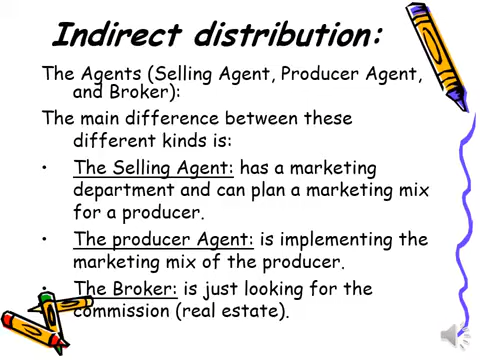 Indirect distribution:
The Agents (Selling Agent, Producer Agent,
and Broker):
The main difference between these
different kinds is:
• The Selling Agent: has a marketing
department and can plan a marketing mix
for a producer.
• The producer Agent: is implementing the
marketing mix of the producer.
• The Broker: is just looking for the
commission (real estate).